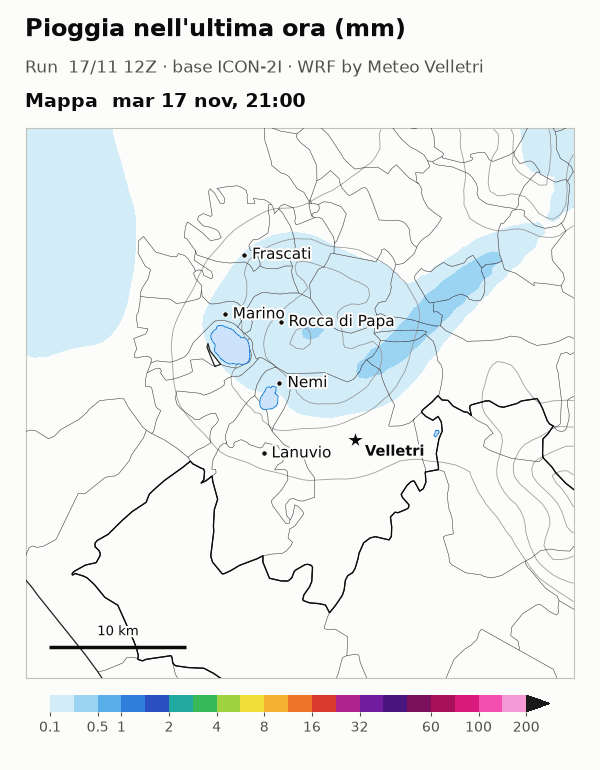 Pioggia nell'ultima ora (mm)
Run  17/11 12Z · base ICON-2I · WRF by Meteo Velletri
Mappa  mar 17 nov, 21:00
Frascati
Marino
Rocca di Papa
Nemi
Velletri
Lanuvio
10 km
0.1 0.5 1 2 4 8 16 32 60 100 200